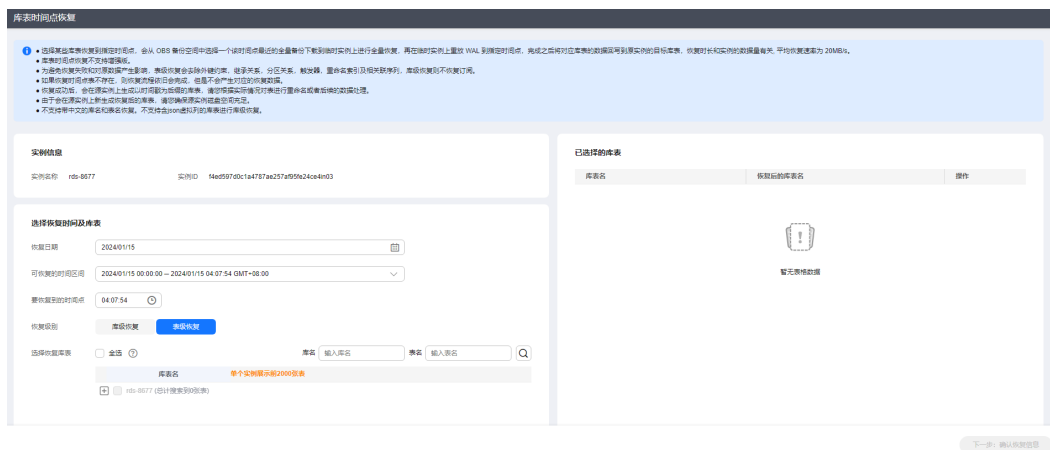 库表时间点恢复
• 选择某些库表恢复到指定时间点，会从 OBS 备份空间中选择一个该时间点最近的全量备份下载到临时实例上进行全量恢复，再在临时实例上重放 WAL 到指定时间点，完成之后将对应库表的数据回写到原实例的目标库表，恢复时长和实例的数据量有关, 平均恢复速率为 20MB/s。
• 库表时间点恢复不支持增强版。
• 为避免恢复失败和对原数据产生影响，表级恢复会去除外键约束，继承关系，分区关系，触发器，重命名索引及相关联序列，库级恢复则不恢复订阅。
• 如果恢复时间点表不存在，则恢复流程依旧会完成，但是不会产生对应的恢复数据。
• 恢复成功后，会在源实例上生成以时间戳为后缀的库表，请您根据实际情况对表进行重命名或者后续的数据处理。
• 由于会在源实例上新生成恢复后的库表，请您确保源实例磁盘空间充足。
• 不支持带中文的库名和表名恢复。不支持含json虚拟列的库表进行库级恢复。
实例信息
实例名称 rds-8677 实例ID f4ed597d0c1a4787ae257af95fe24ce4in03
选择恢复时间及库表
恢复日期 2024/01/15
可恢复的时间区间 2024/01/15 00:00:00 -- 2024/01/15 04:07:54 GMT+08:00
要恢复到的时间点 04:07:54
恢复级别 库级恢复 表级恢复
选择恢复库表 全选 库名 输入库名 表名 输入表名
库表名 单个实例展示前2000张表
rds-8677 (总计搜索到0张表)
已选择的库表
库表名 恢复后的库表名 操作
暂无表格数据
下一步：确认恢复信息